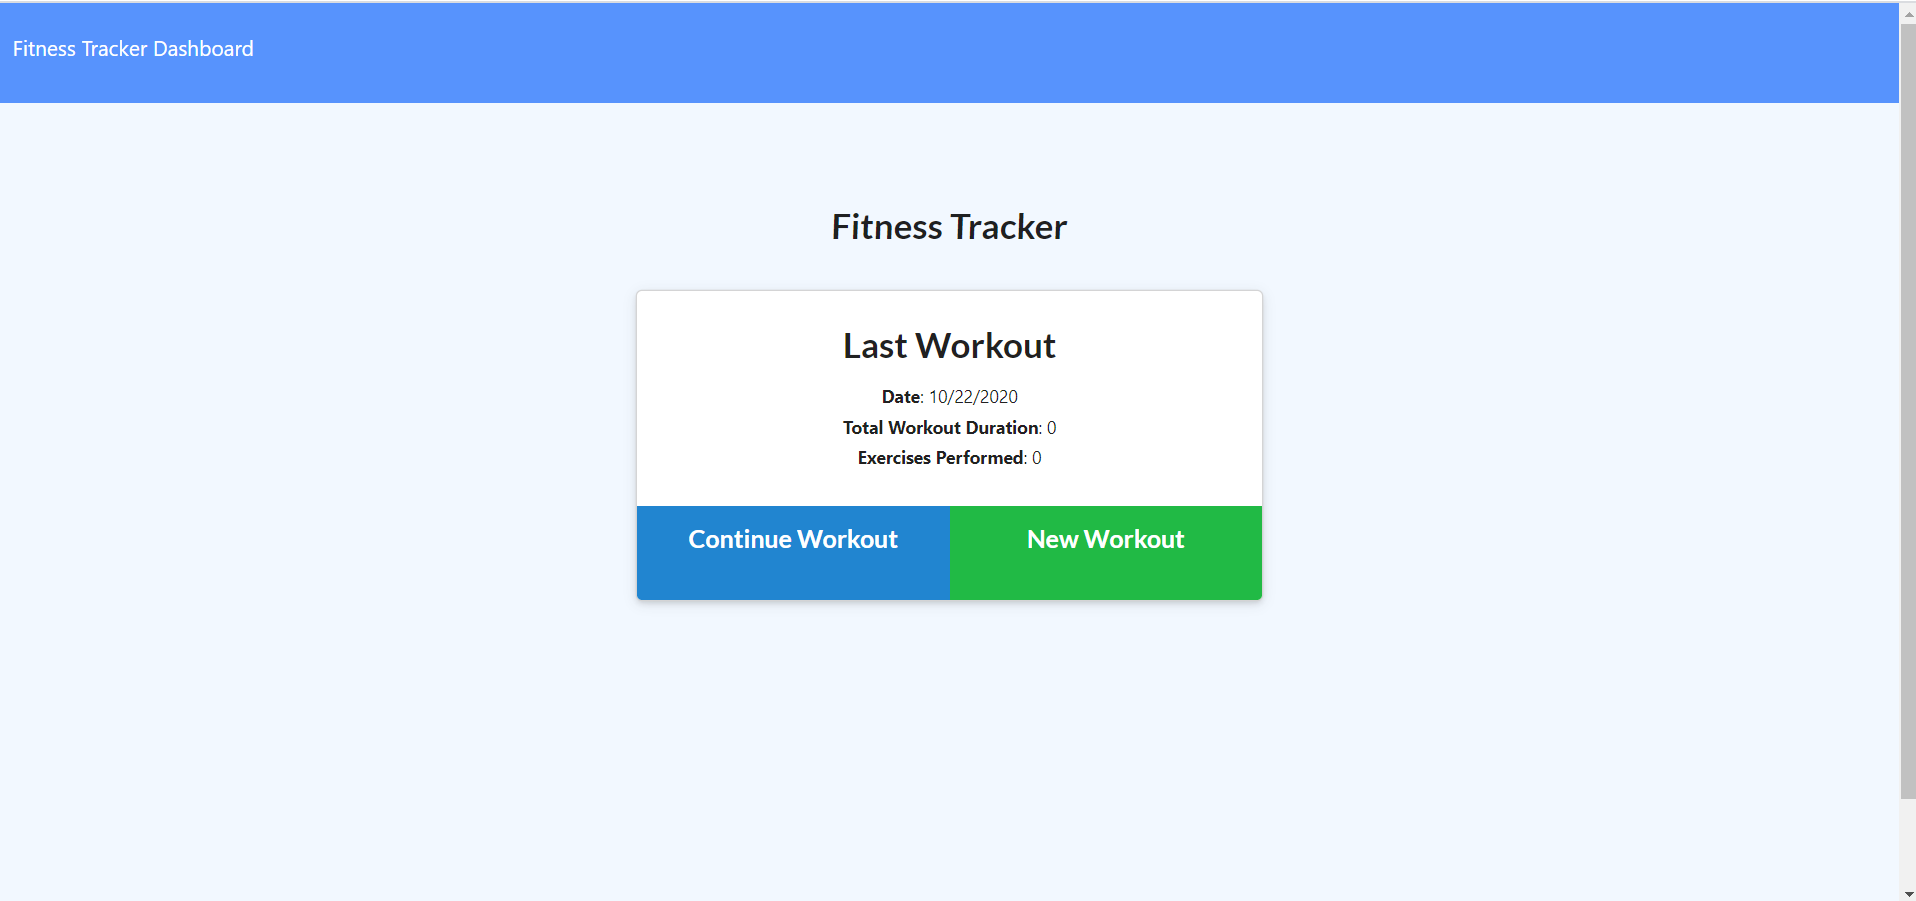 Fitness Tracker Dashboard
Fitness Tracker
Last Workout
Date: 10/22/2020
Total Workout Duration: 0
Exercises Performed: 0
Continue Workout
New Workout